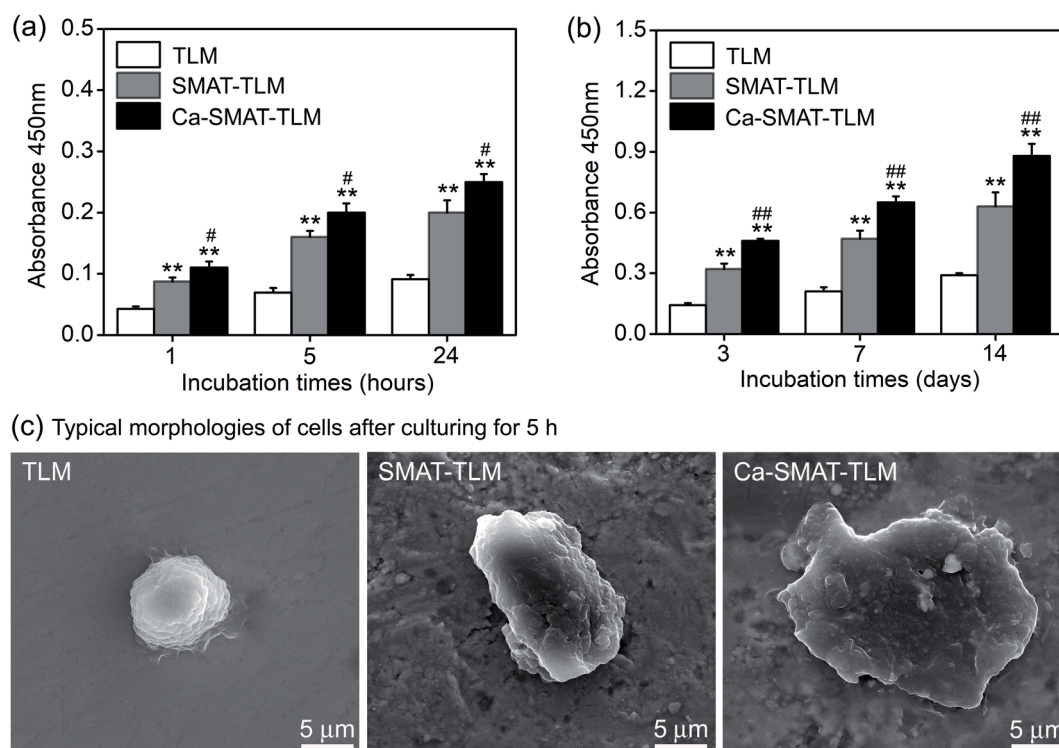 (a)
TLM
SMAT-TLM
Ca-SMAT-TLM
Absorbance 450nm
0.5
0.4
0.3
0.2
0.1
0.0
** # **
** # **
** # **
1 5 24
Incubation times (hours)
(b)
TLM
SMAT-TLM
Ca-SMAT-TLM
Absorbance 450nm
1.5
1.2
0.9
0.6
0.3
0.0
** ## **
** ## **
** ## **
3 7 14
Incubation times (days)
(c) Typical morphologies of cells after culturing for 5 h
TLM
5 μm
SMAT-TLM
5 μm
Ca-SMAT-TLM
5 μm